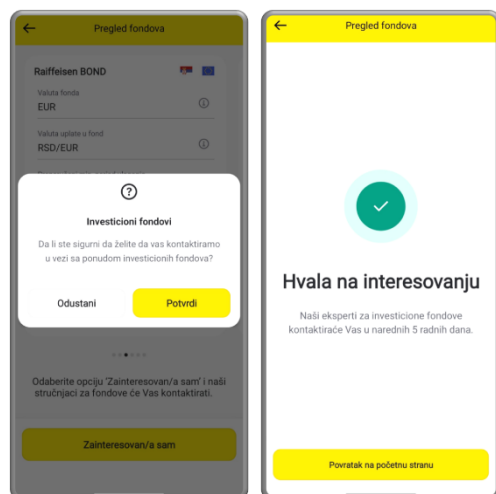 Pregled fondova
Raiffeisen BOND
Valuta fonda
EUR
Valuta uplate u fond
RSD/EUR
Investicioni fondovi
Da li ste sigurni da želite da vas kontaktiramo
u vezi sa ponudom investicionih fondova?
Odustani
Potvrdi
Odaberite opciju 'Zainteresovan/a sam' i naši
stručnjaci za fondove će Vas kontaktirati.
Zainteresovan/a sam
Pregled fondova
Hvala na interesovanju
Naši eksperti za investicione fondove
kontaktiraće Vas u narednih 5 radnih dana.
Povratak na početnu stranu